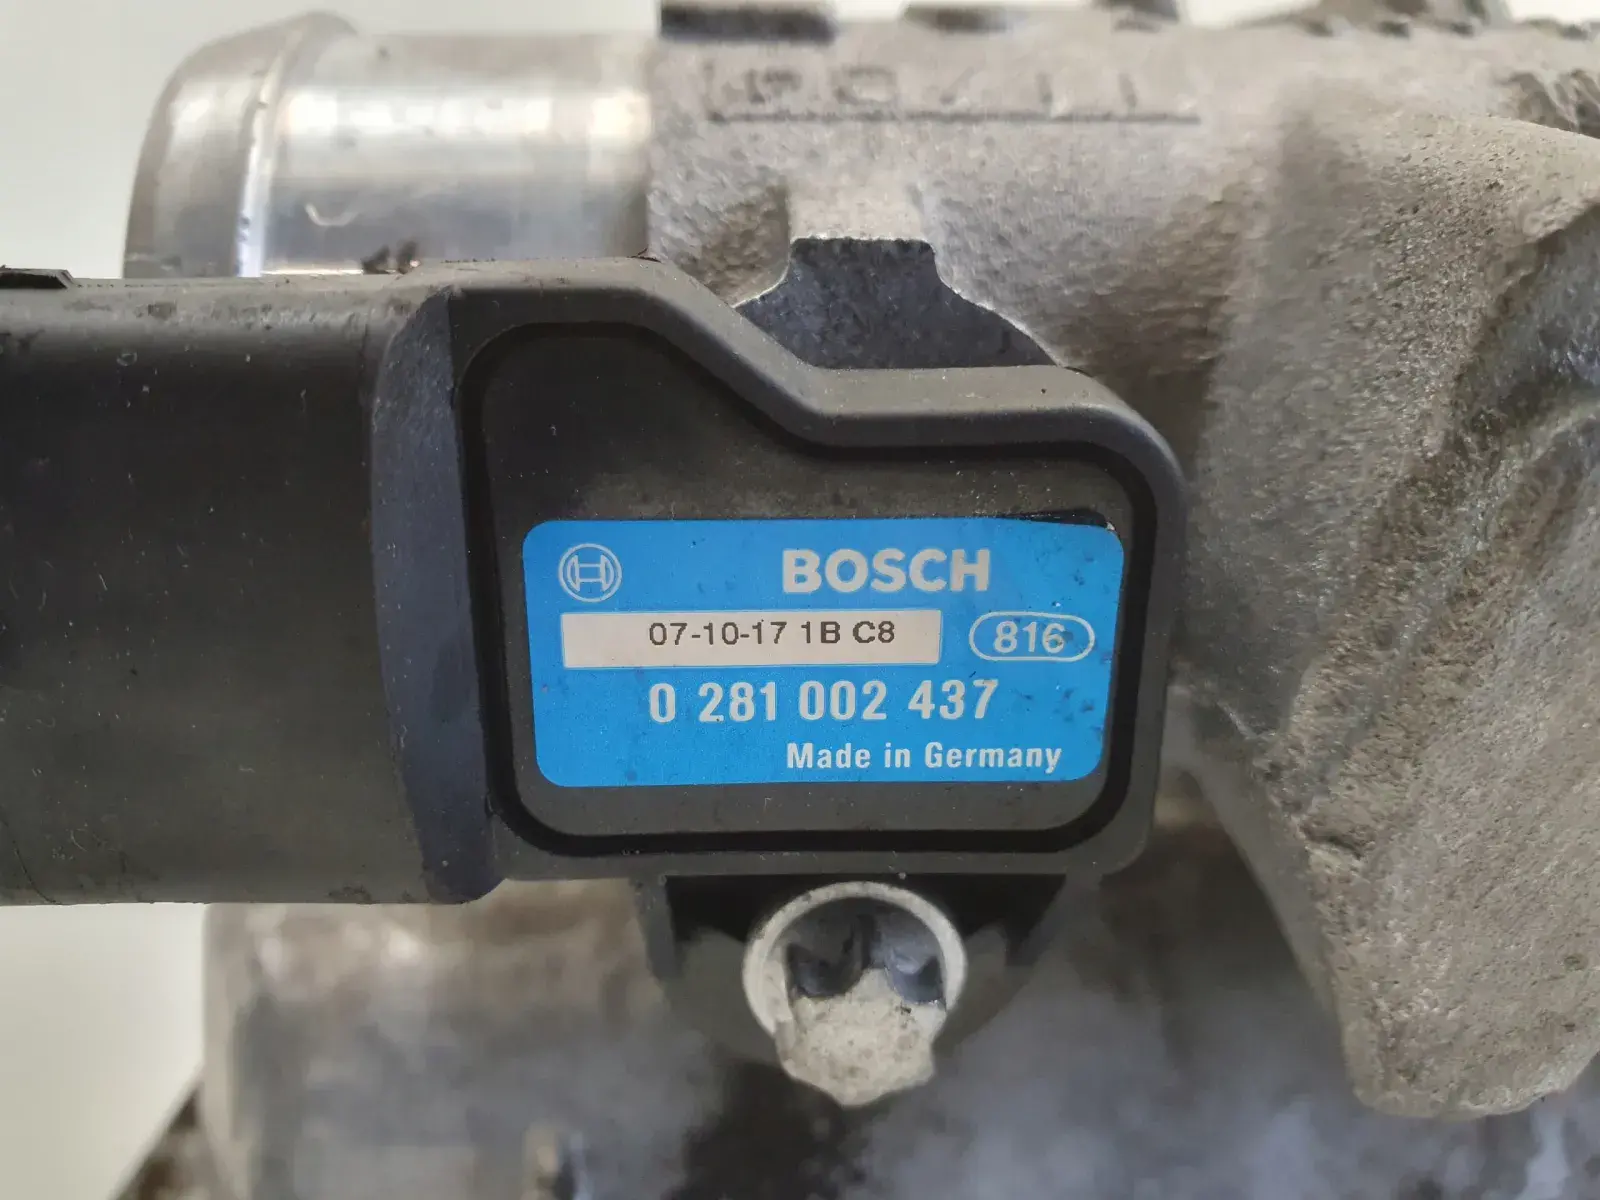 BOSCH
07-10-17 1B C8
816
0 281 002 437
Made in Germany